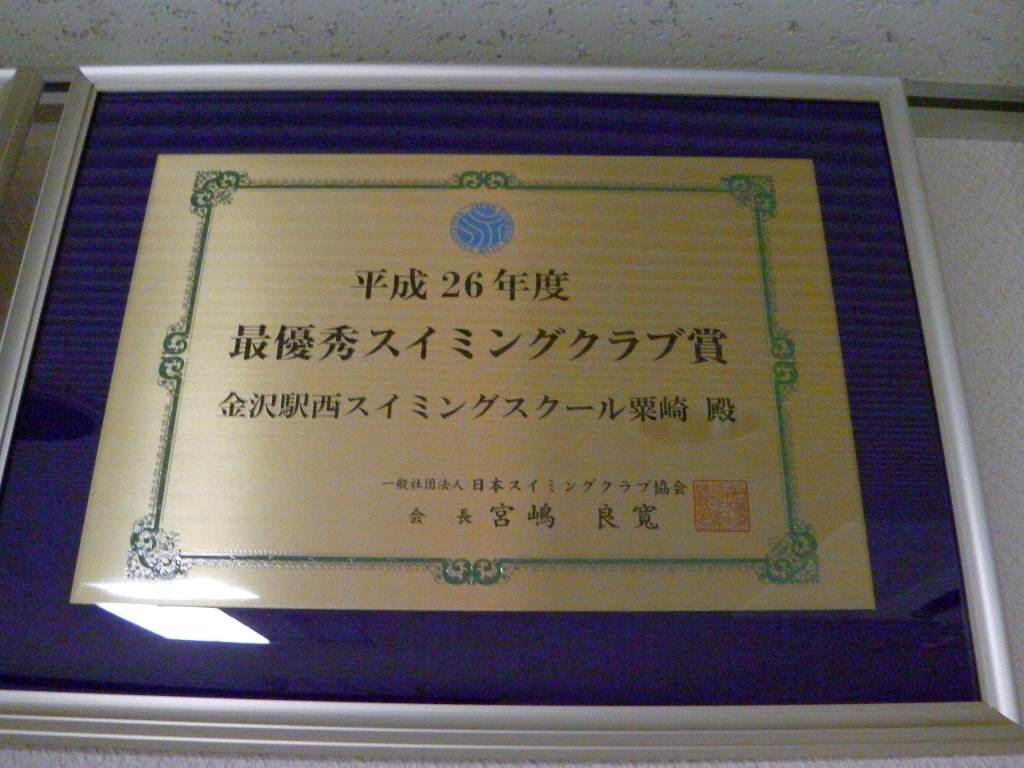 平成 26 年度
最優秀スイミングクラブ賞
金沢駅西スイミングスクール粟崎 殿
一般社団法人 日本スイミングクラブ協会
会 長 宮嶋 良寛